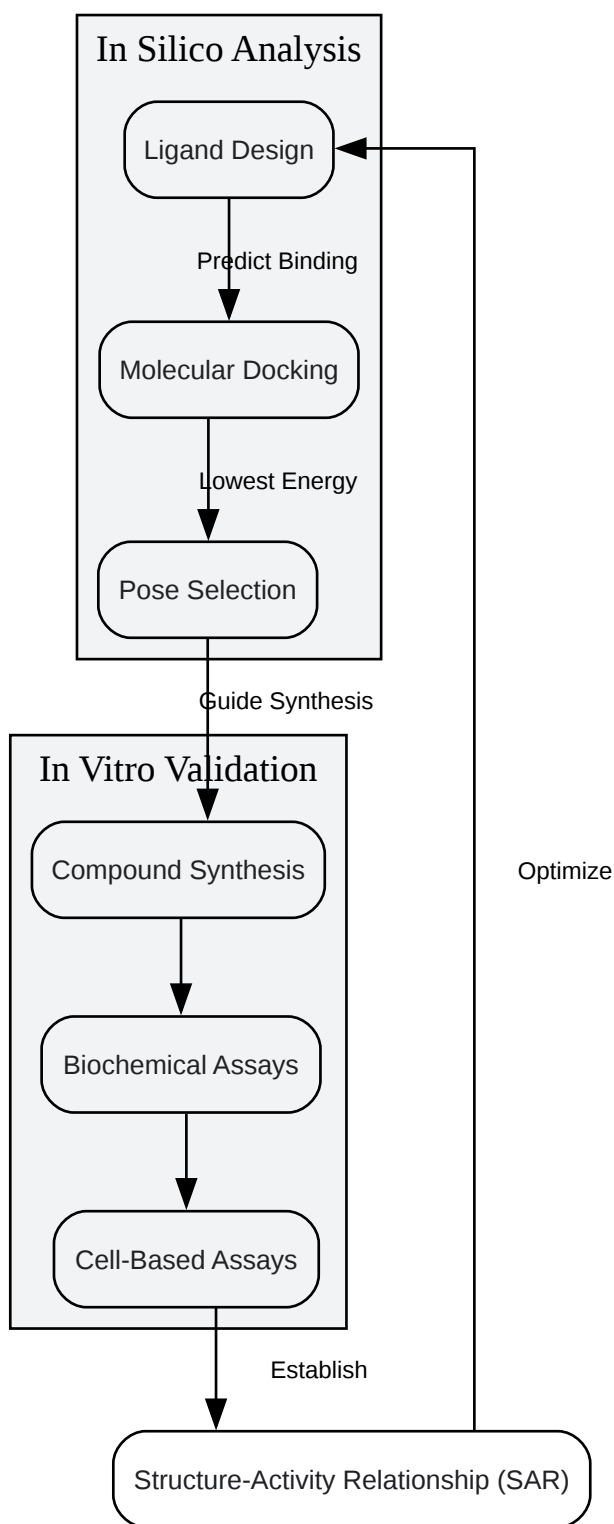 In Silico Analysis
Ligand Design
Predict Binding
Molecular Docking
Lowest Energy
Pose Selection
Guide Synthesis
In Vitro Validation
Compound Synthesis
Optimize
Biochemical Assays
Cell-Based Assays
Establish
Structure-Activity Relationship (SAR)